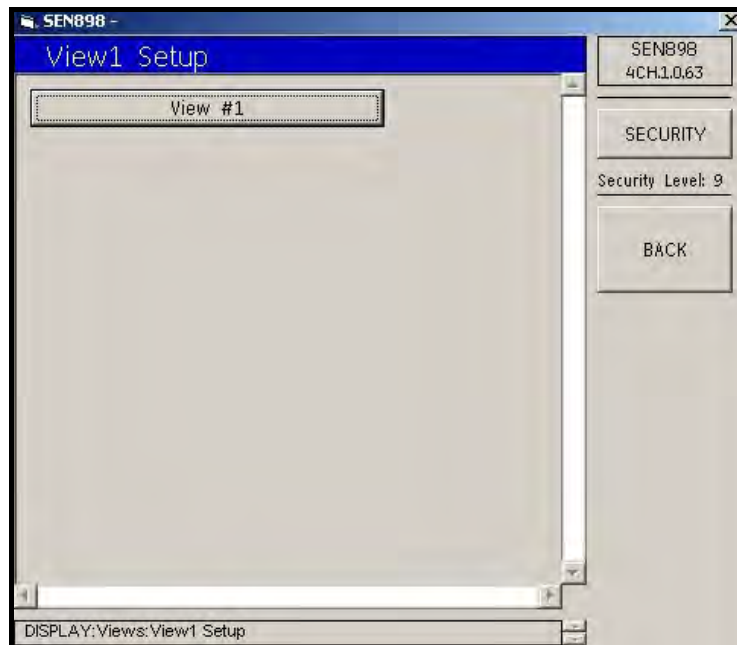 SEN898 -
View1 Setup
View #1
SEN898
4CH.1.0.63
SECURITY
Security Level: 9
BACK
DISPLAY:Views:View1 Setup